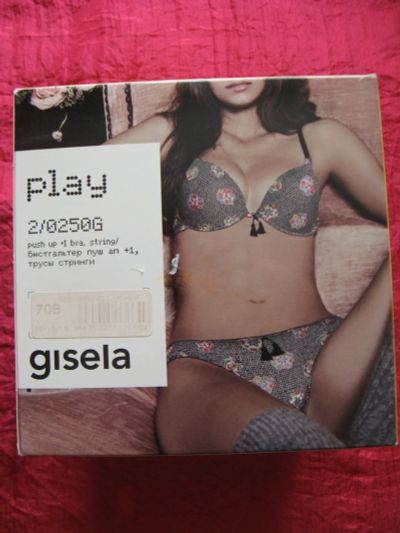 play
2/0250G
push up +1 bra, string/
бюстгальтер пуш ап +1,
трусы стринги
70B
gisela